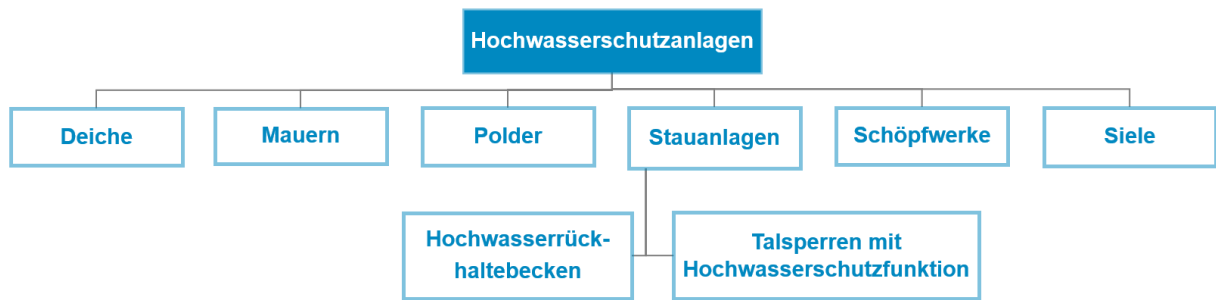 Hochwasserschutzanlagen
Deiche
Mauern
Polder
Stauanlagen
Schöpfwerke
Siele
Hochwasserrück-
haltebecken
Talsperren mit
Hochwasserschutzfunktion